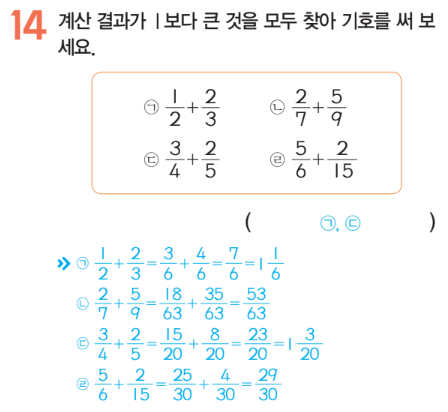 14 계산 결과가 1보다 큰 것을 모두 찾아 기호를 써 보
세요.
㉠ 1/2+2/3 ㉡ 2/7+5/9
㉢ 3/4+2/5 ㉣ 5/6+2/15
( ㉠, ㉢ )
» ㉠ 1/2+2/3=3/6+4/6=7/6=1 1/6
㉡ 2/7+5/9=18/63+35/63=53/63
㉢ 3/4+2/5=15/20+8/20=23/20=1 3/20
㉣ 5/6+2/15=25/30+4/30=29/30